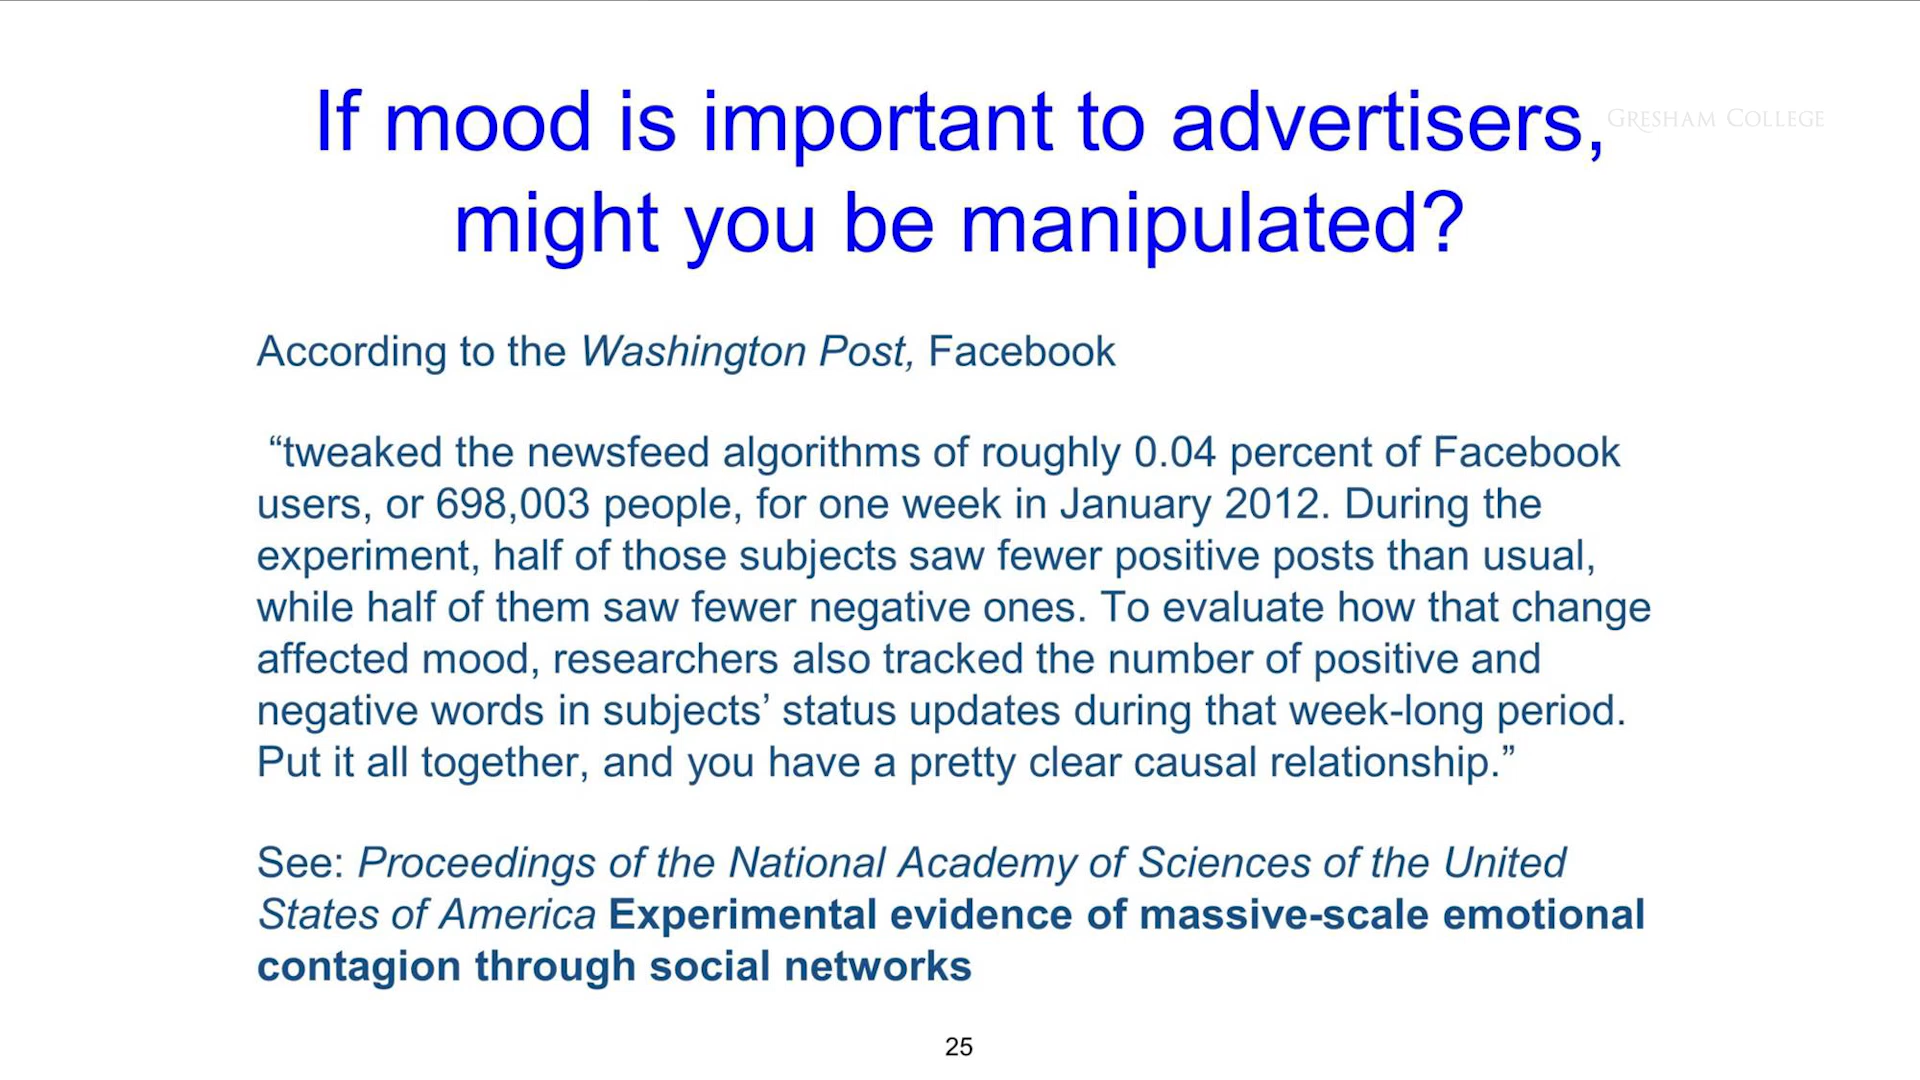 If mood is important to advertisers,
GRESHAM COLLEGE
might you be manipulated?
According to the Washington Post, Facebook
“tweaked the newsfeed algorithms of roughly 0.04 percent of Facebook
users, or 698,003 people, for one week in January 2012. During the
experiment, half of those subjects saw fewer positive posts than usual,
while half of them saw fewer negative ones. To evaluate how that change
affected mood, researchers also tracked the number of positive and
negative words in subjects’ status updates during that week-long period.
Put it all together, and you have a pretty clear causal relationship.”
See: Proceedings of the National Academy of Sciences of the United
States of America Experimental evidence of massive-scale emotional
contagion through social networks
25